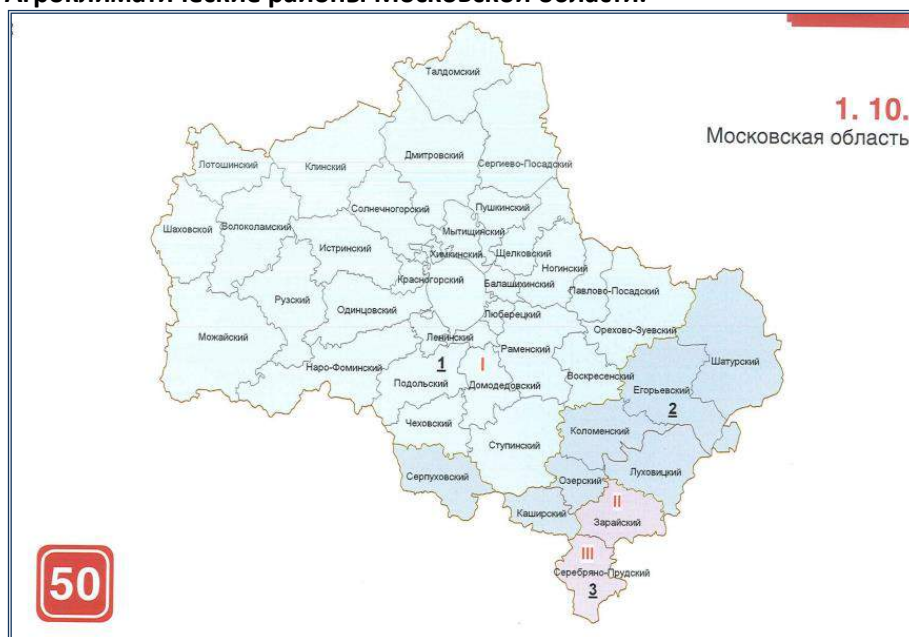 Агроклиматические районы Московской области.
1. 10.
Московская область
Талдомский
Дмитровский
Сергиево-Посадский
Лотошинский
Клинский
Солнечногорский
Пушкинский
Шаховской
Волоколамский
Мытищинский
Истринский
Химкинский
Щелковский
Ногинский
Красногорский
Балашихинский
Павлово-Посадский
Рузский
Одинцовский
Люберецкий
Можайский
Ленинский
Орехово-Зуевский
Раменский
Шатурский
Наро-Фоминский
1
I
Воскресенский
Подольский
Домодедовский
Егорьевский
2
Чеховский
Коломенский
Ступинский
Серпуховский
Озерский
Луховицкий
II
Каширский
Зарайский
III
Серебряно-Прудский
3
50